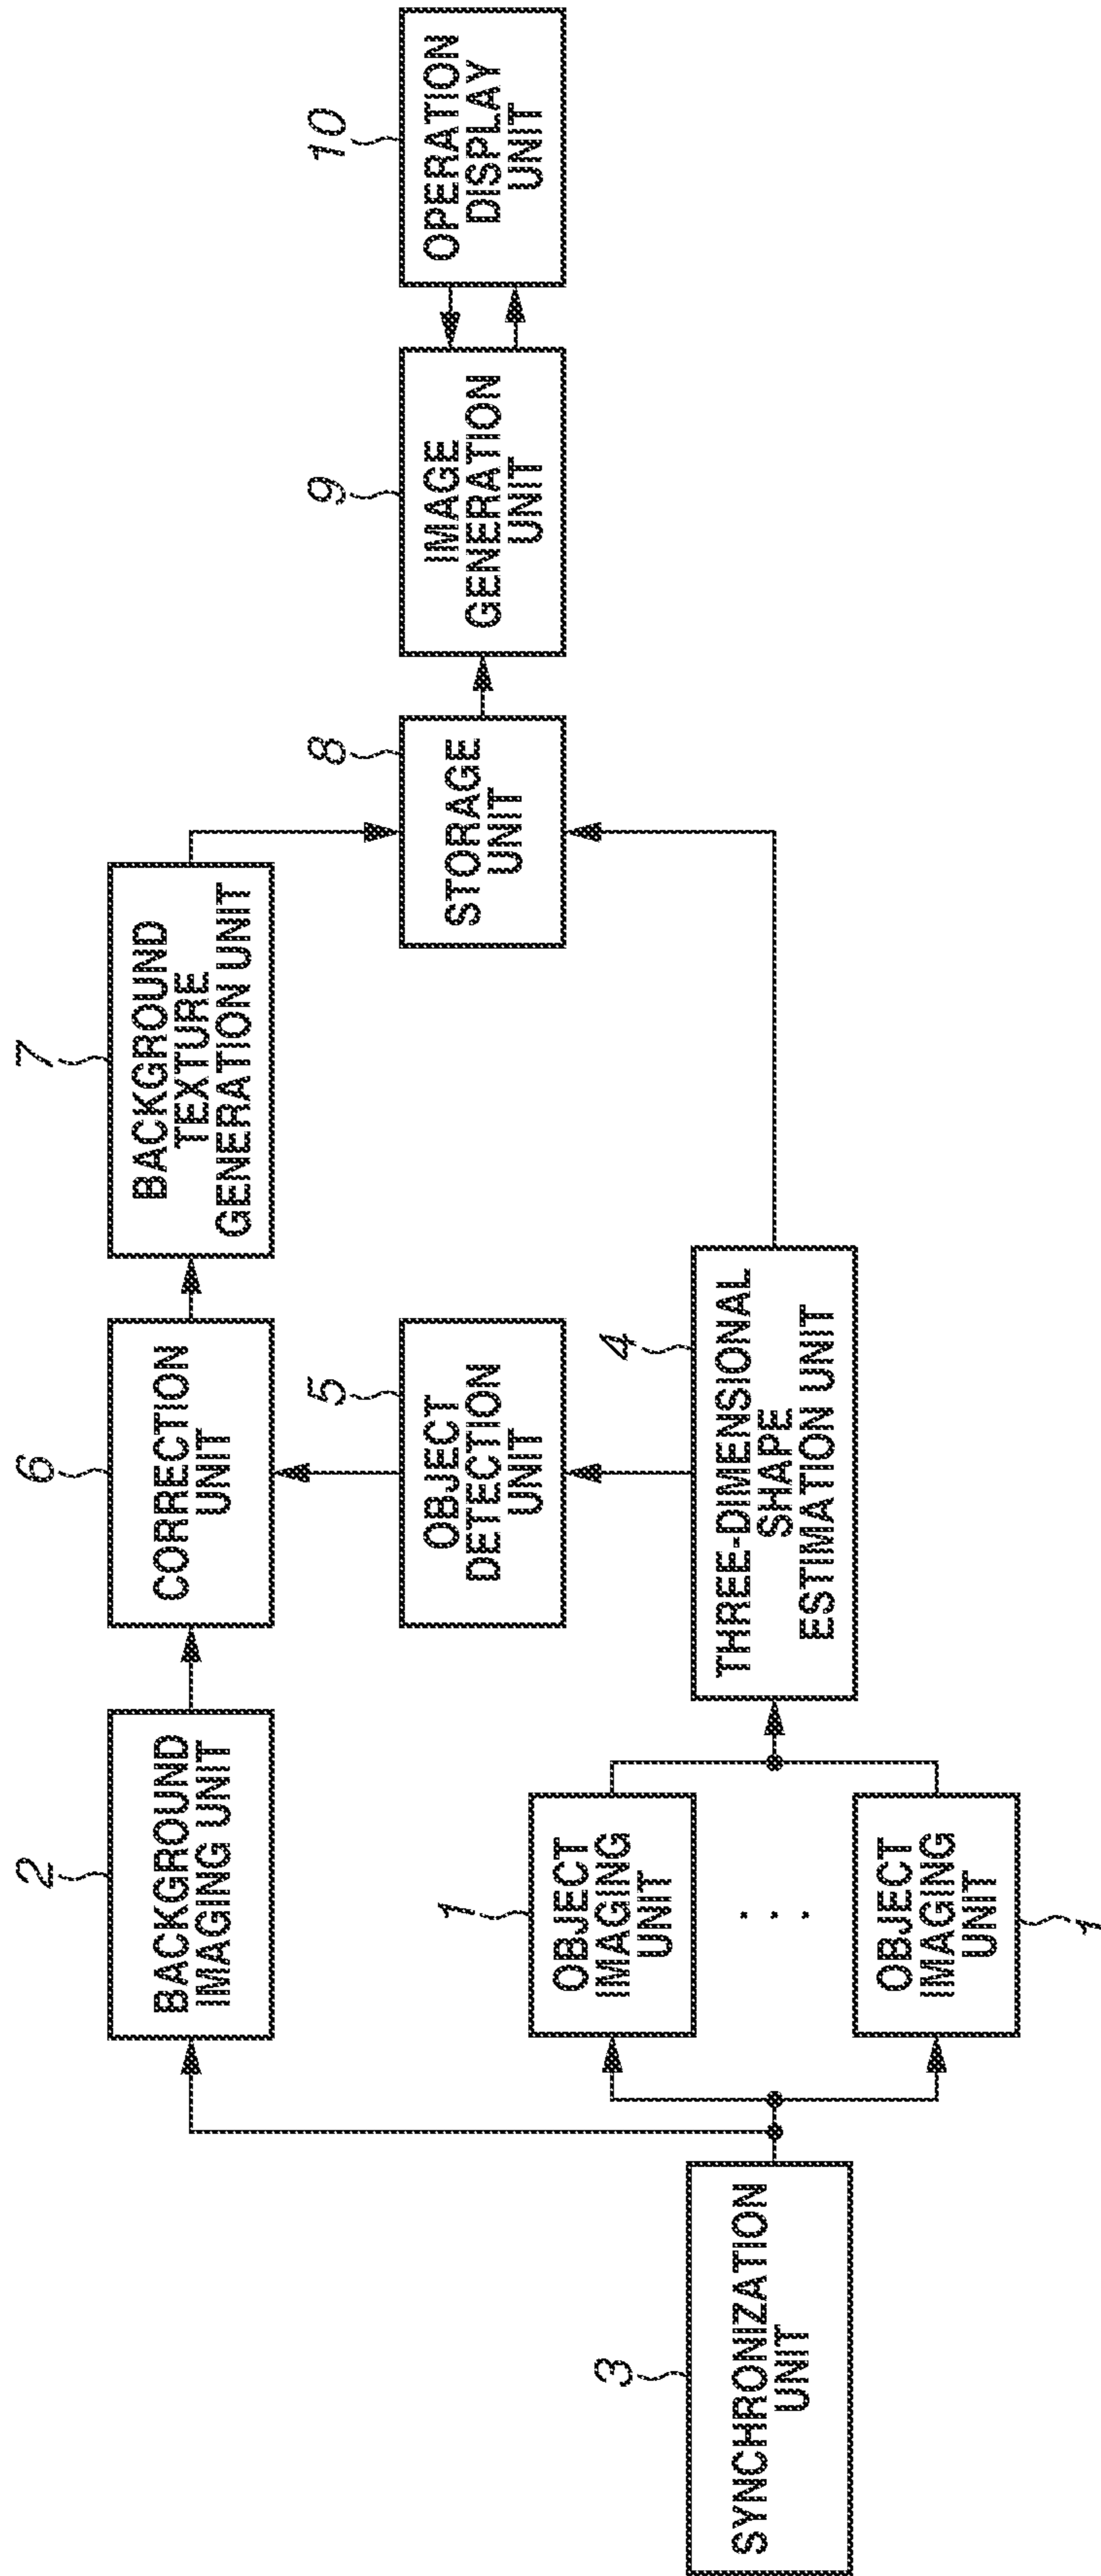 2
BACKGROUND
IMAGING UNIT
6
CORRECTION
UNIT
7
BACKGROUND
TEXTURE
GENERATION UNIT
5
OBJECT
DETECTION
UNIT
8
STORAGE
UNIT
9
IMAGE
GENERATION
UNIT
10
OPERATION
DISPLAY
UNIT
3
SYNCHRONIZATION
UNIT
1
OBJECT
IMAGING
UNIT
. . .
OBJECT
IMAGING
UNIT
1
4
THREE-DIMENSIONAL
SHAPE
ESTIMATION UNIT